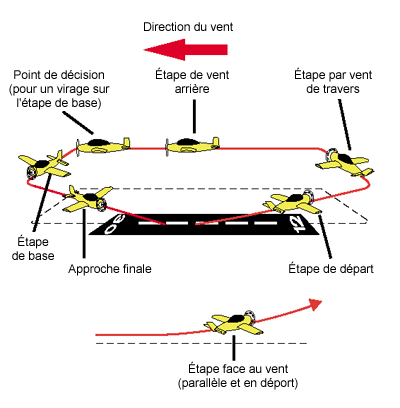 Direction du vent
Point de décision
(pour un virage sur
l'étape de base)
Étape de vent
arrière
Étape par vent
de travers
Étape
de base
Approche finale
Étape de départ
Étape face au vent
(parallèle et en déport)